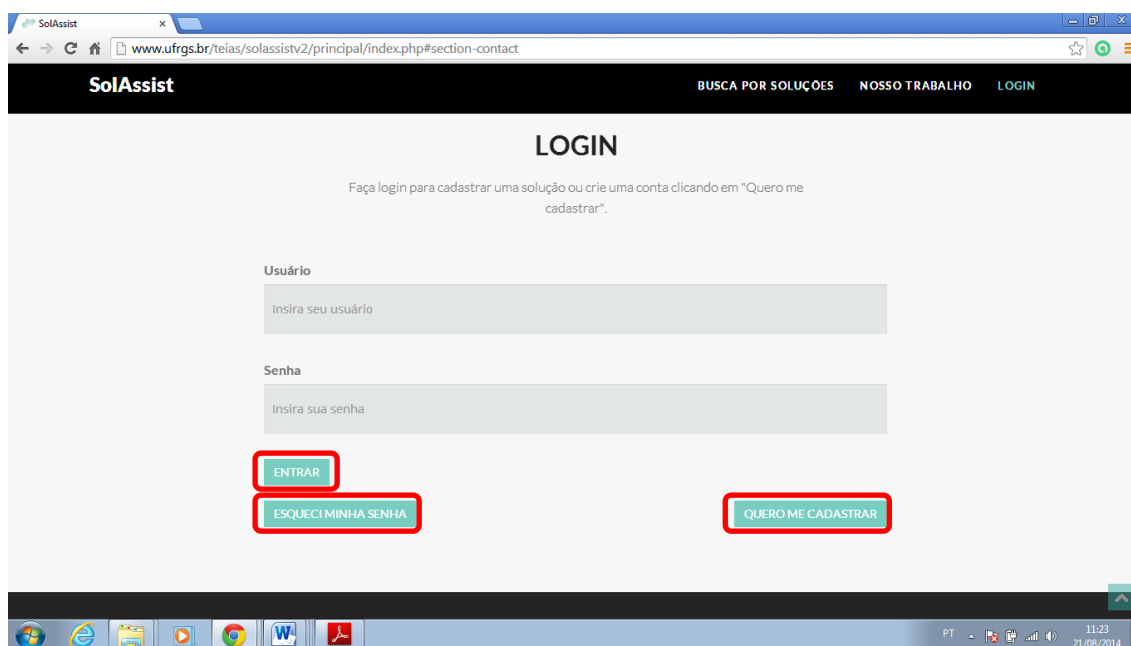 SolAssist
www.ufrgs.br/teias/solassistv2/principal/index.php#section-contact
SolAssist BUSCA POR SOLUÇÕES NOSSO TRABALHO LOGIN
LOGIN
Faça login para cadastrar uma solução ou crie uma conta clicando em "Quero me
cadastrar".
Usuário
Insira seu usuário
Senha
Insira sua senha
ENTRAR
ESQUECI MINHA SENHA QUERO ME CADASTRAR
PT 11:23
21/08/2014